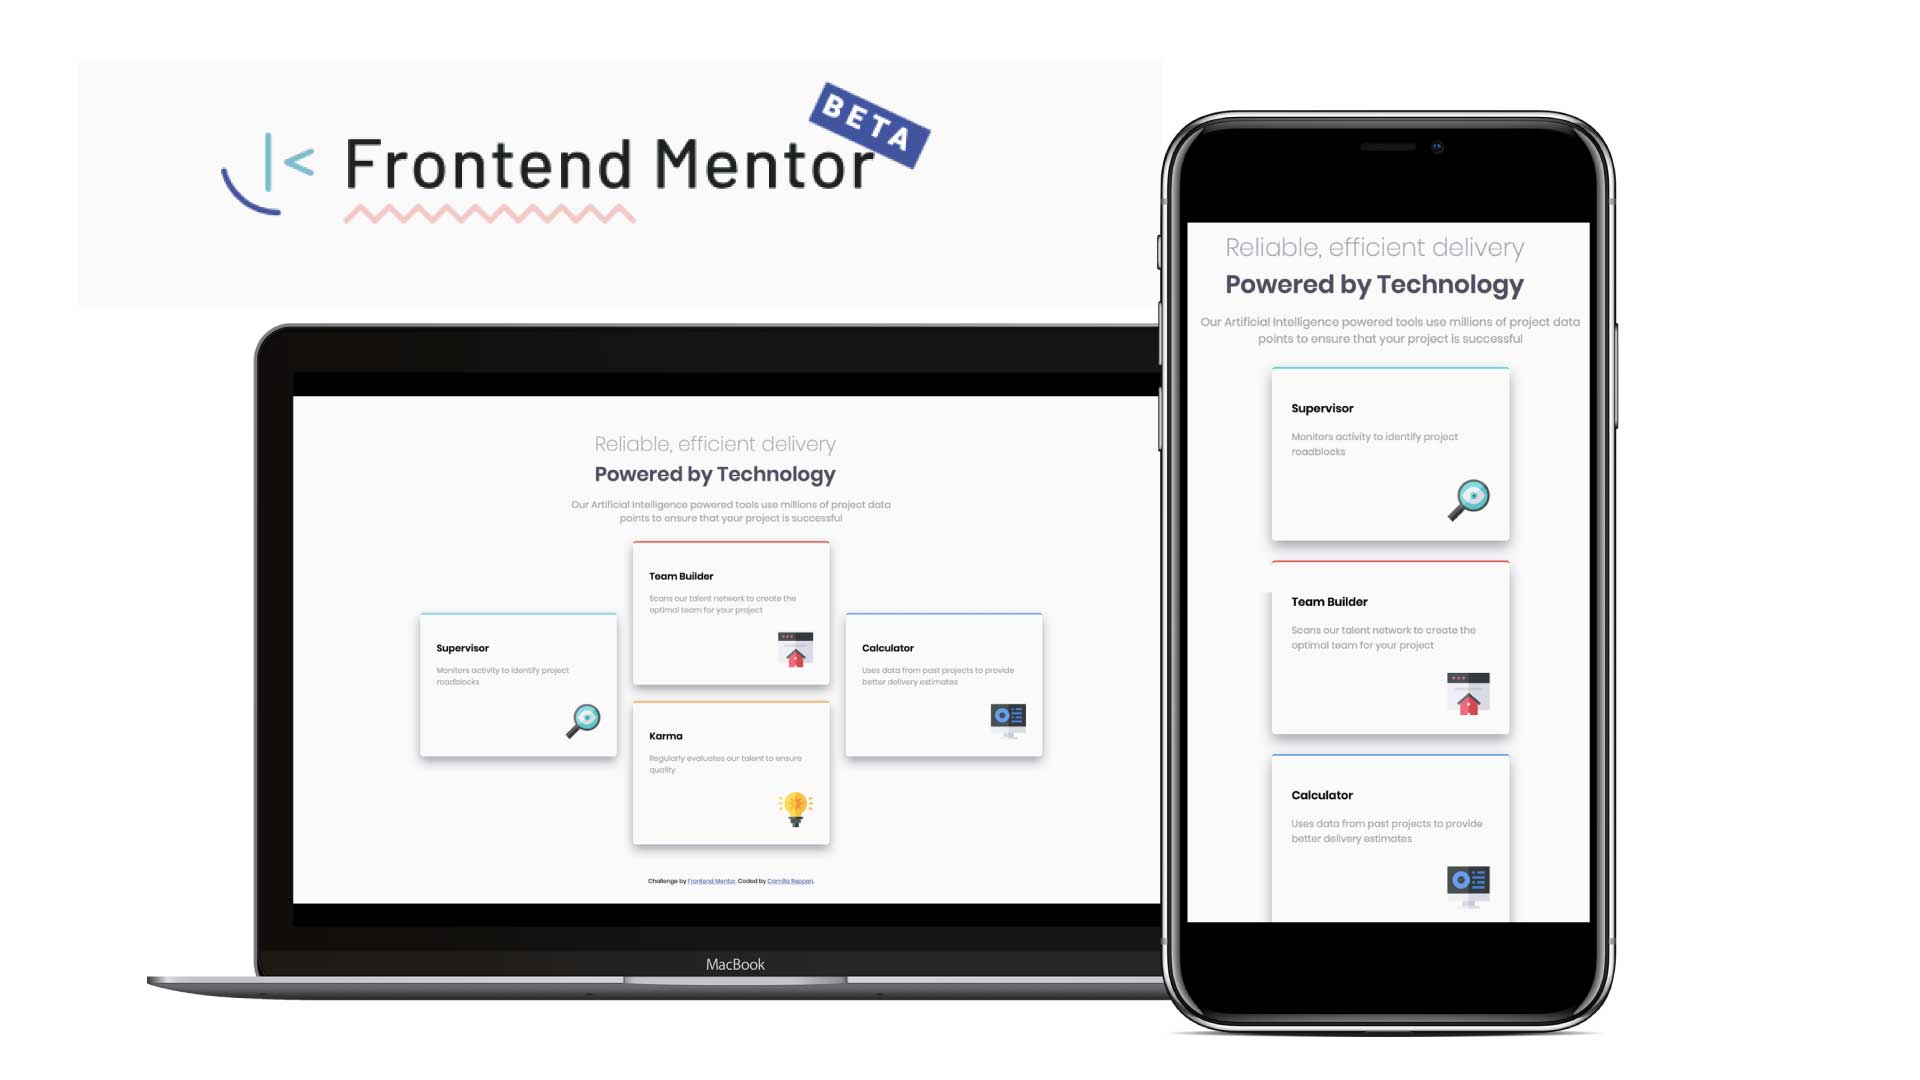 BETA
Frontend Mentor
Reliable, efficient delivery
Powered by Technology
Our Artificial Intelligence powered tools use millions of project data
points to ensure that your project is successful
Team Builder
Scans our talent network to create the
optimal team for your project
Supervisor
Monitors activity to identify project
roadblocks
Calculator
Uses data from past projects to provide
better delivery estimates
Karma
Regularly evaluates our talent to ensure
quality
Challenge by Frontend Mentor. Coded by Camilla Reppen.
MacBook
Reliable, efficient delivery
Powered by Technology
Our Artificial Intelligence powered tools use millions of project data
points to ensure that your project is successful
Supervisor
Monitors activity to identify project
roadblocks
Team Builder
Scans our talent network to create the
optimal team for your project
Calculator
Uses data from past projects to provide
better delivery estimates